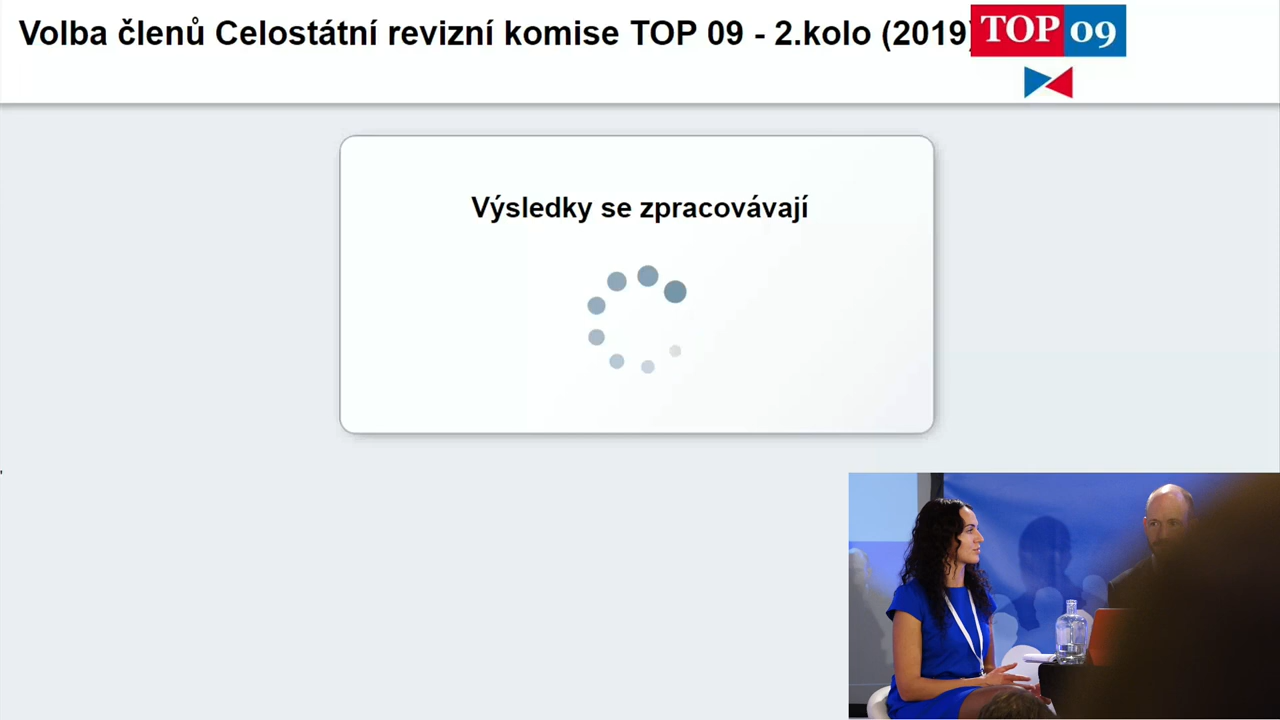 Volba členů Celostátní revizní komise TOP 09 - 2.kolo (2019)
TOP 09
Výsledky se zpracovávají